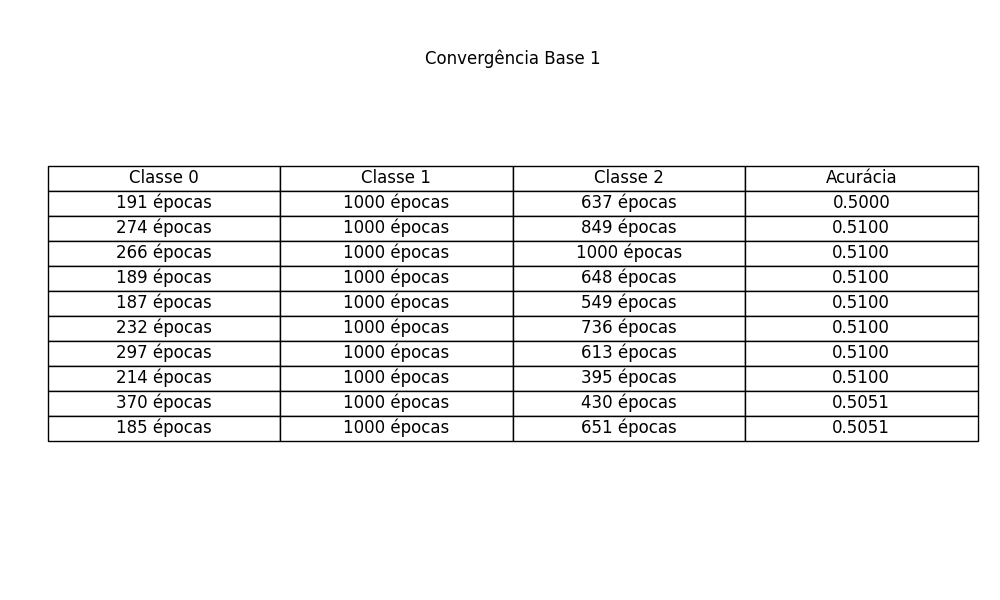 Convergência Base 1
Classe 0 Classe 1 Classe 2 Acurácia
191 épocas 1000 épocas 637 épocas 0.5000
274 épocas 1000 épocas 849 épocas 0.5100
266 épocas 1000 épocas 1000 épocas 0.5100
189 épocas 1000 épocas 648 épocas 0.5100
187 épocas 1000 épocas 549 épocas 0.5100
232 épocas 1000 épocas 736 épocas 0.5100
297 épocas 1000 épocas 613 épocas 0.5100
214 épocas 1000 épocas 395 épocas 0.5100
370 épocas 1000 épocas 430 épocas 0.5051
185 épocas 1000 épocas 651 épocas 0.5051